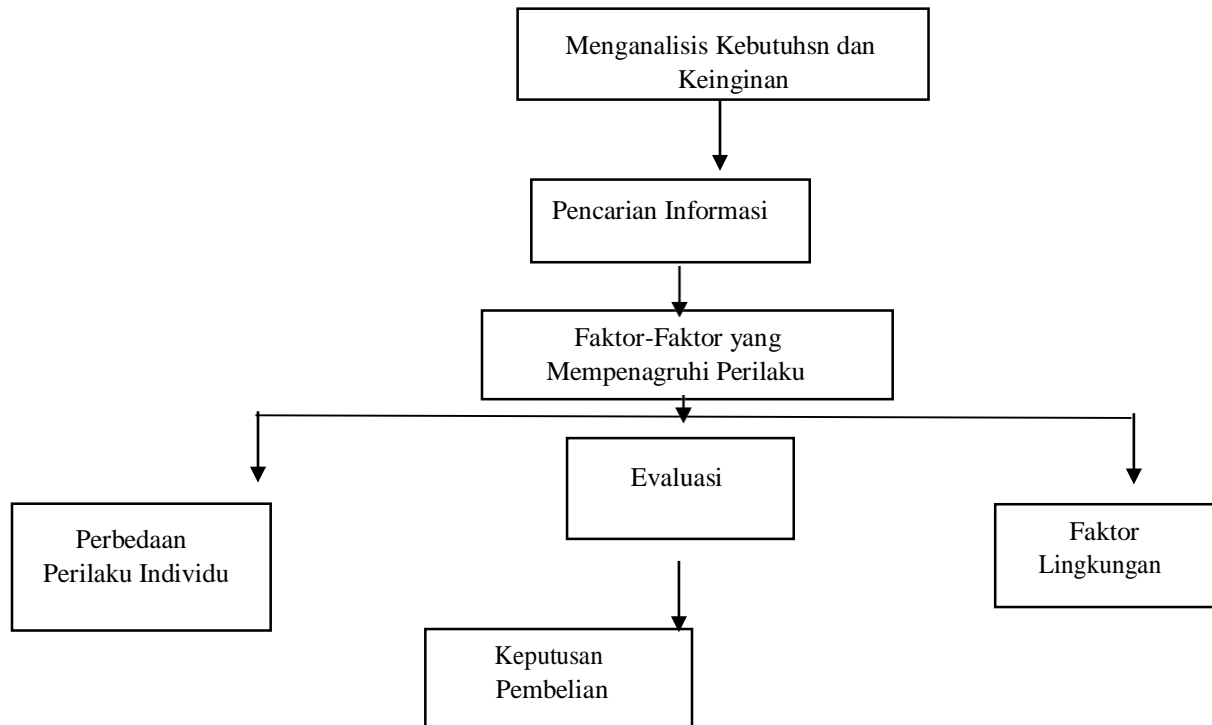 Menganalisis Kebutuhsn dan
Keinginan
Pencarian Informasi
Faktor-Faktor yang
Mempenagruhi Perilaku
Evaluasi
Perbedaan
Perilaku Individu
Faktor
Lingkungan
Keputusan
Pembelian